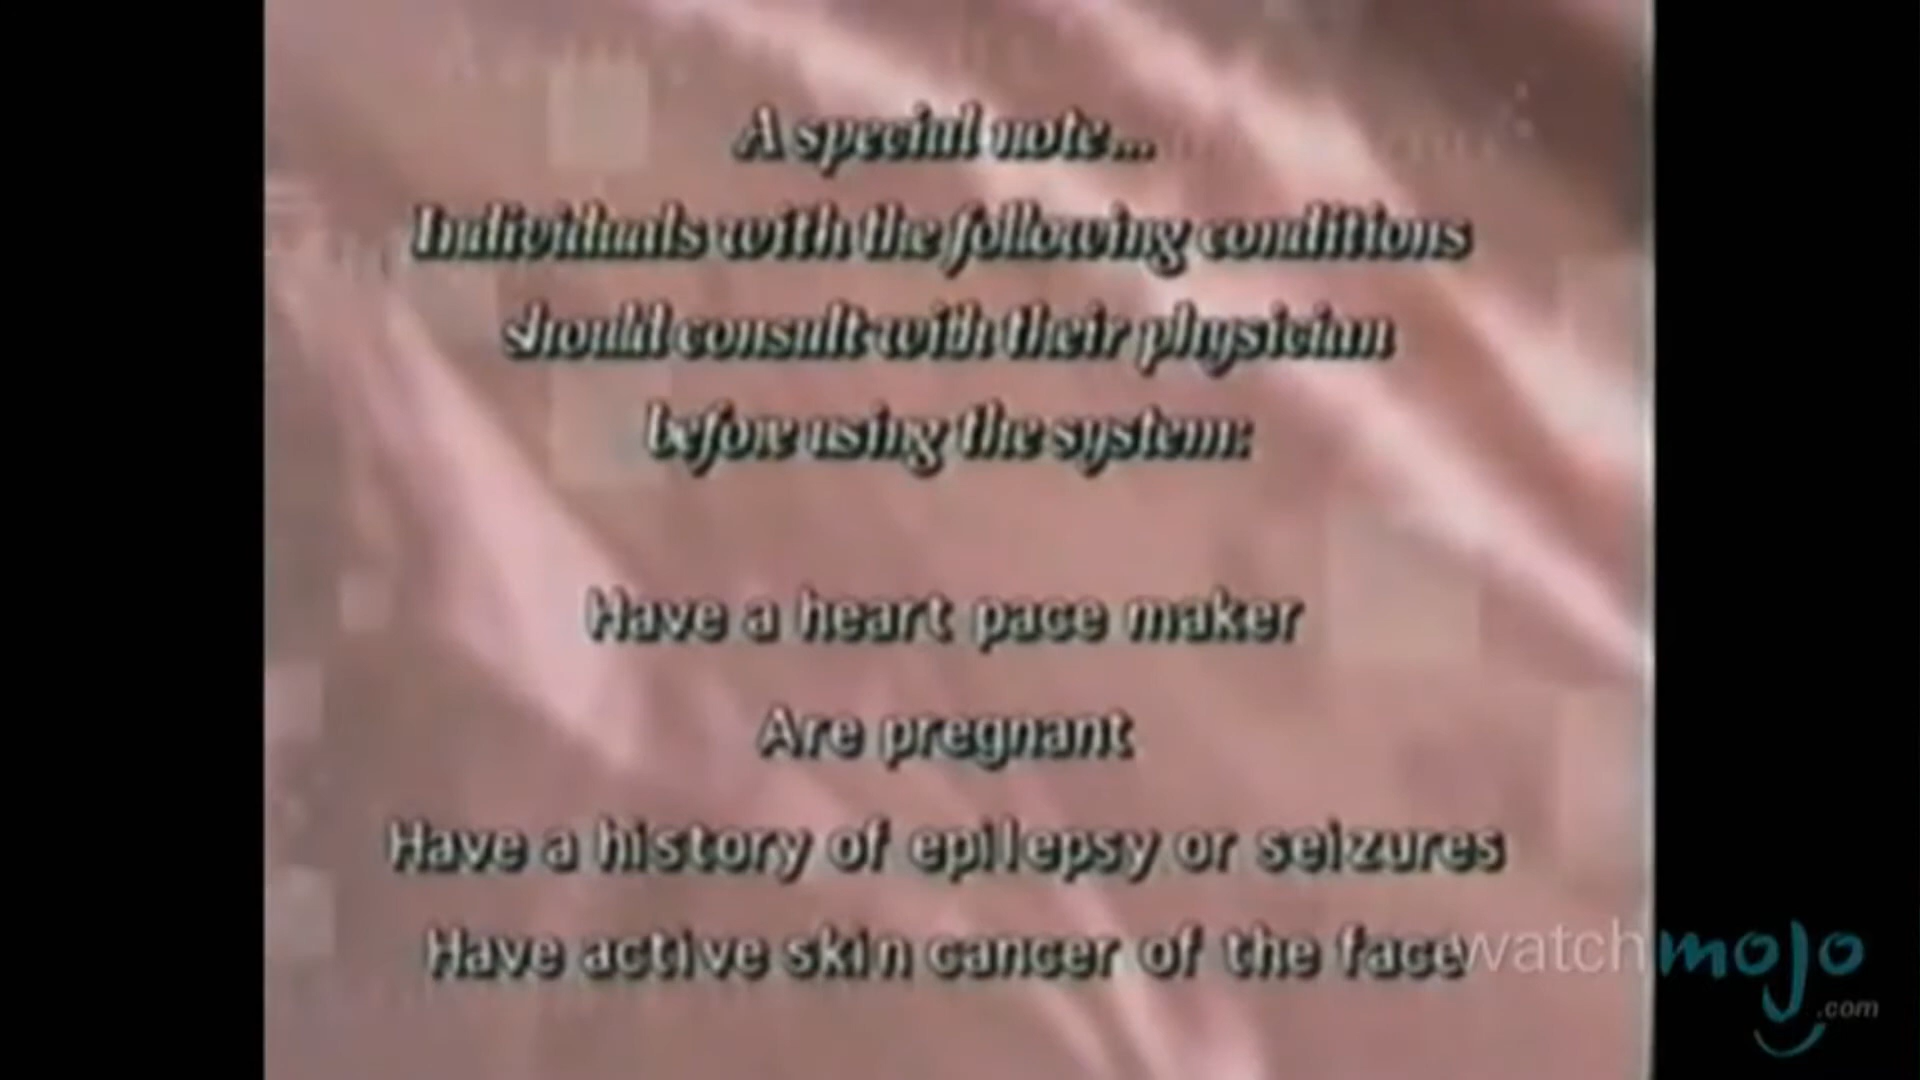 A special note...
Individuals with the following conditions
should consult with their physician
before using the system:
Have a heart pace maker
Are pregnant
Have a history of epilepsy or seizures
Have active skin cancer of the face
watchmojo
.com